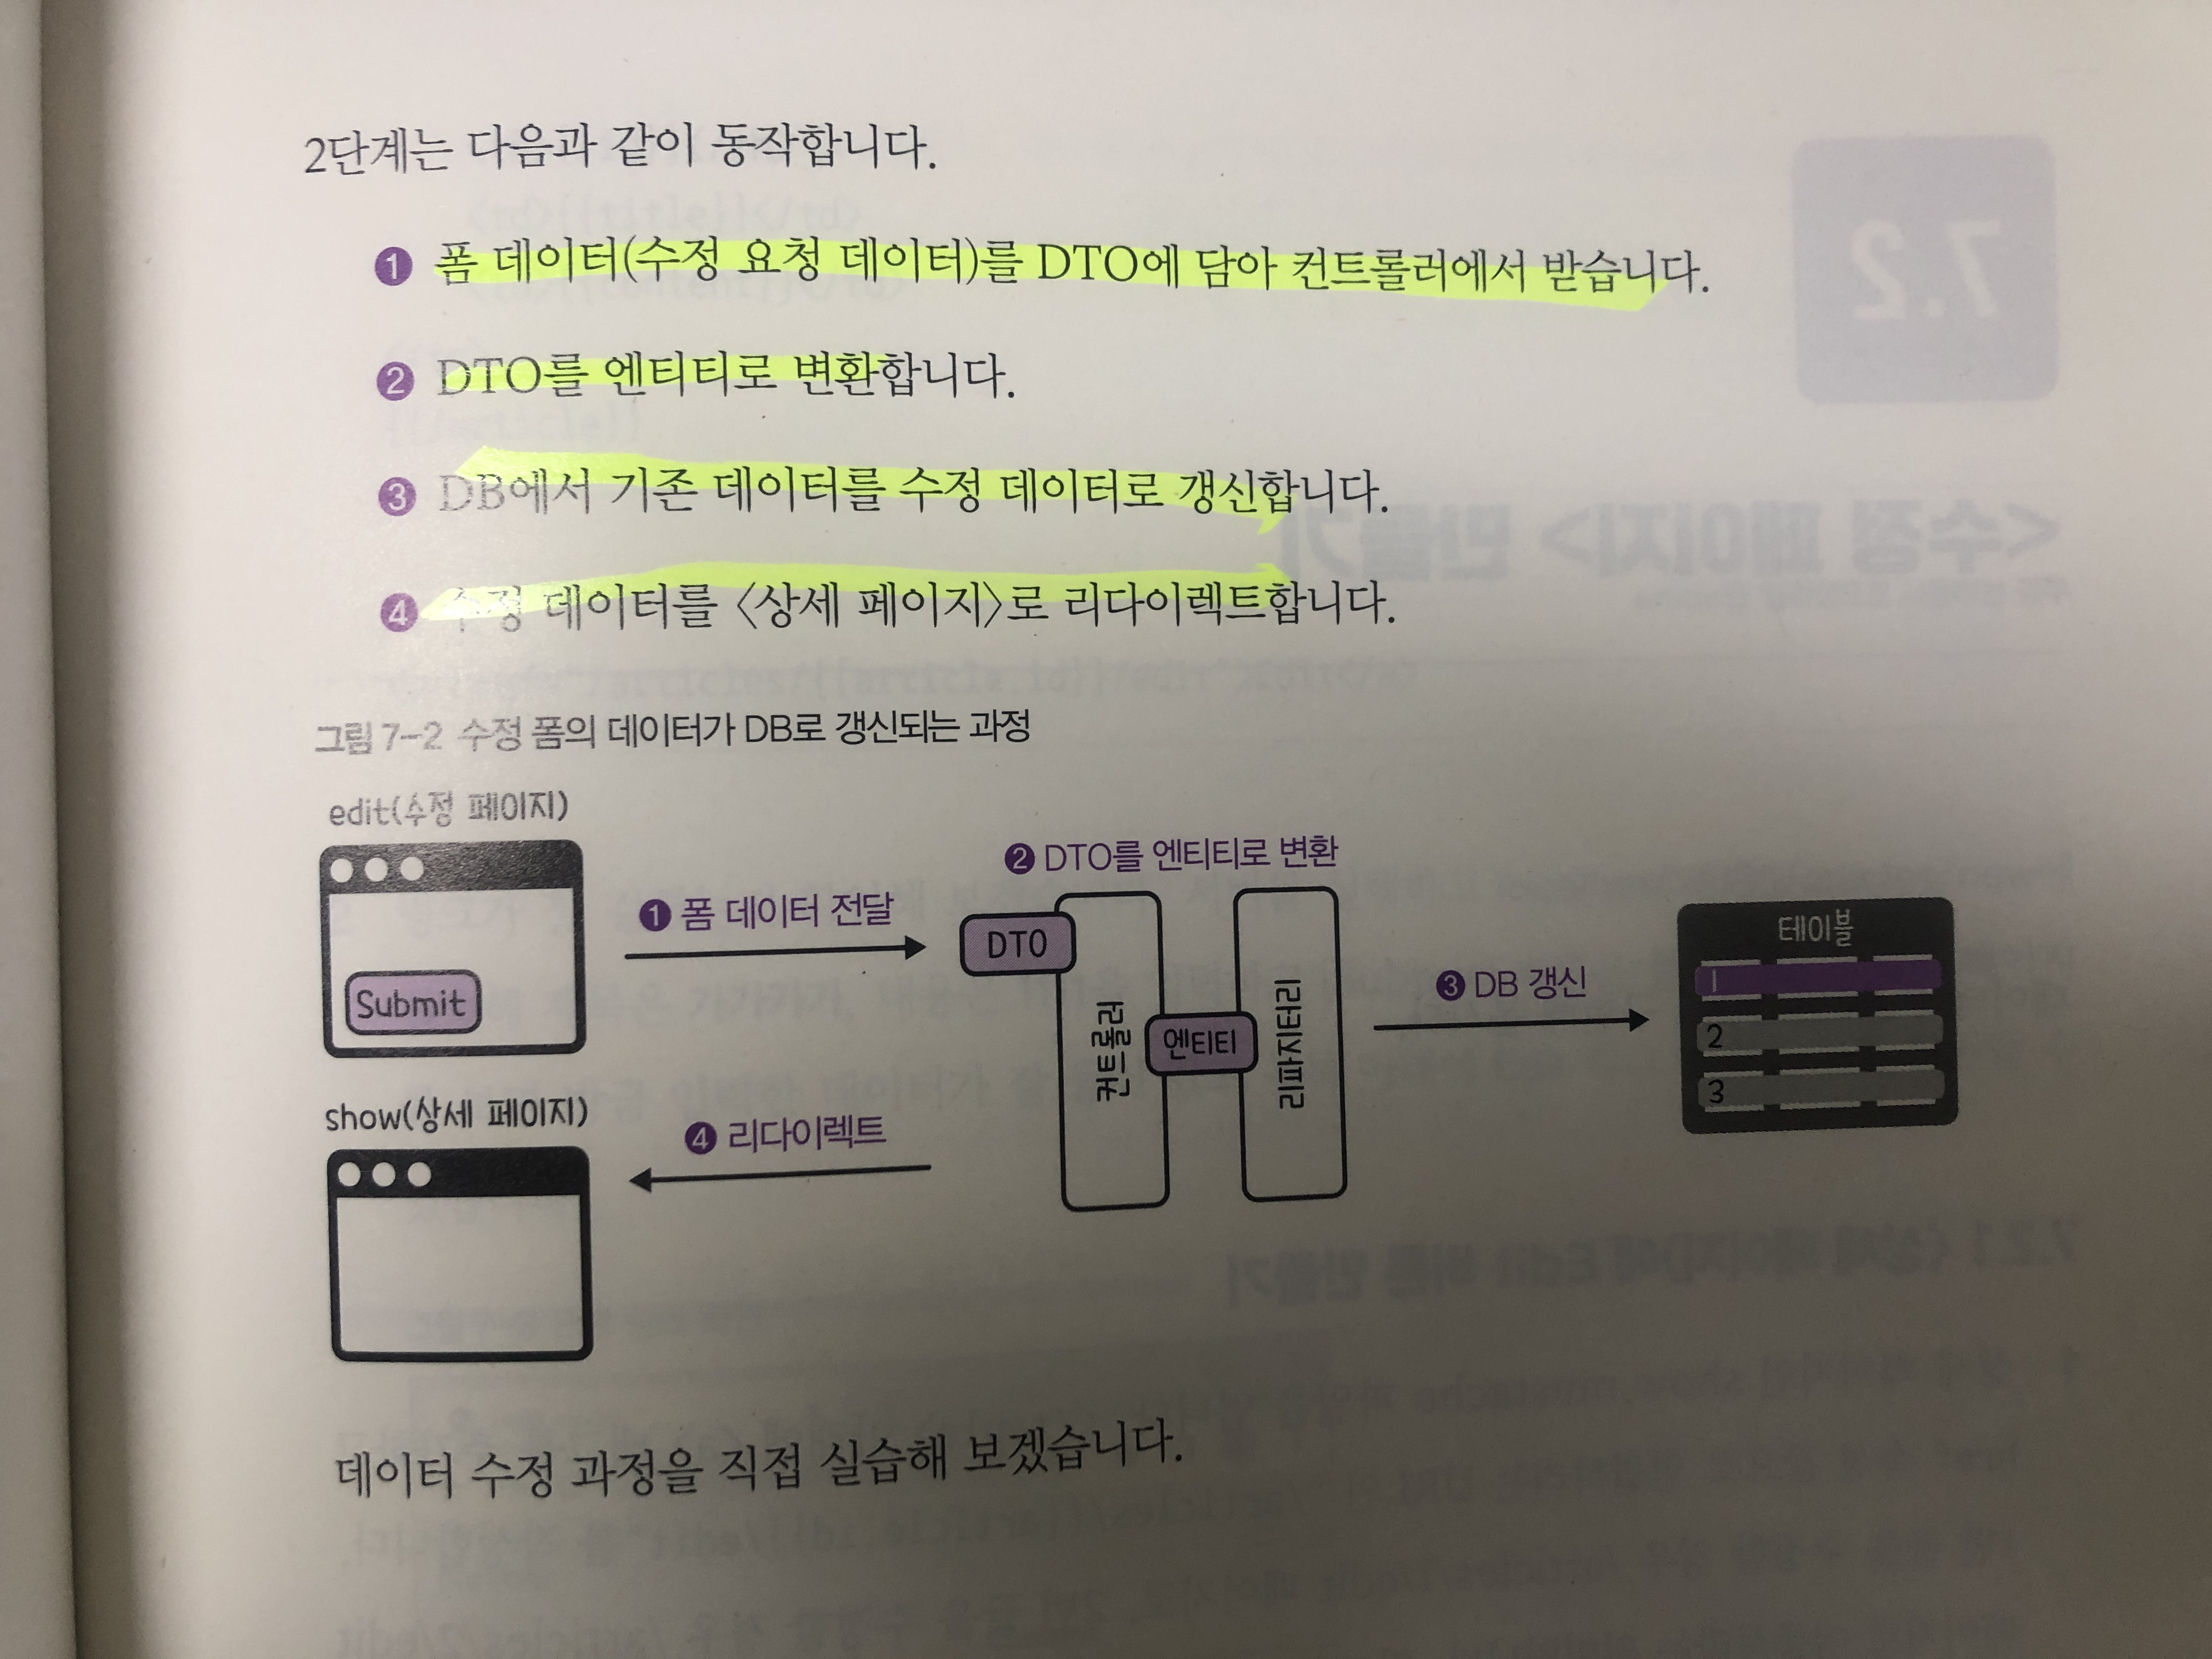 2단계는 다음과 같이 동작합니다.
❶ 폼 데이터(수정 요청 데이터)를 DTO에 담아 컨트롤러에서 받습니다.
❷ DTO를 엔티티로 변환합니다.
❸ DB에서 기존 데이터를 수정 데이터로 갱신합니다.
❹ 수정 데이터를 〈상세 페이지〉로 리다이렉트합니다.
그림 7-2 수정 폼의 데이터가 DB로 갱신되는 과정
edit(수정 페이지)
Submit
❶ 폼 데이터 전달
DTO
❷ DTO를 엔티티로 변환
컨트롤러
엔티티
리파지터리
❸ DB 갱신
테이블
1
2
3
show(상세 페이지)
❹ 리다이렉트
데이터 수정 과정을 직접 실습해 보겠습니다.